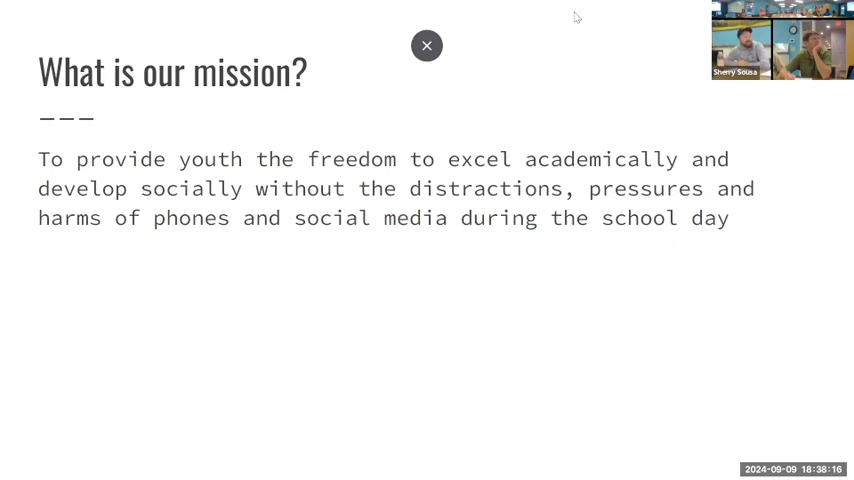 What is our mission?
To provide youth the freedom to excel academically and
develop socially without the distractions, pressures and
harms of phones and social media during the school day
Sherry Sousa
2024-09-09 18:38:16